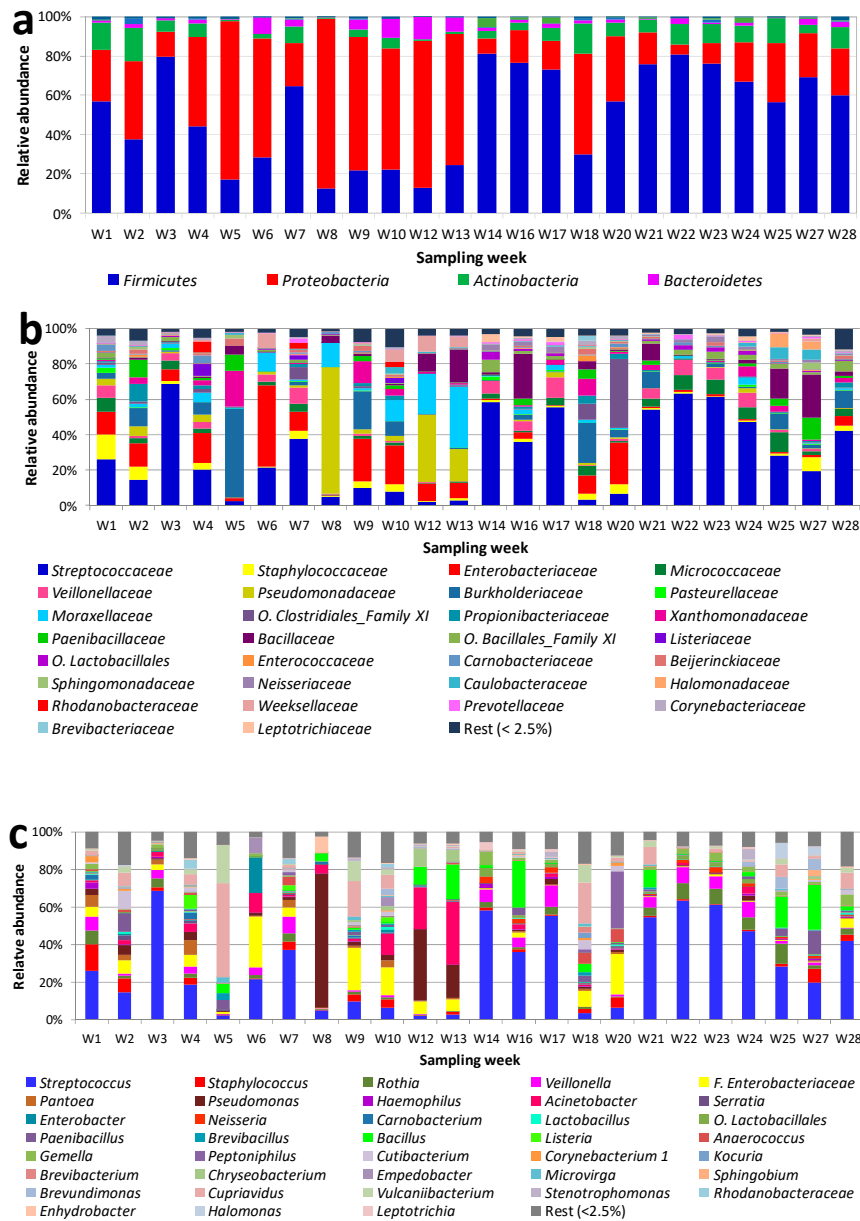 a
Relative abundance
100%
80%
60%
40%
20%
0%
W1 W2 W3 W4 W5 W6 W7 W8 W9 W10 W12 W13 W14 W16 W17 W18 W20 W21 W22 W23 W24 W25 W27 W28
Sampling week
Firmicutes Proteobacteria Actinobacteria Bacteroidetes
b
Relative abundance
100%
80%
60%
40%
20%
0%
W1 W2 W3 W4 W5 W6 W7 W8 W9 W10 W12 W13 W14 W16 W17 W18 W20 W21 W22 W23 W24 W25 W27 W28
Sampling week
Streptococcaceae Staphylococcaceae Enterobacteriaceae Micrococcaceae
Veillonellaceae Pseudomonadaceae Burkholderiaceae Pasteurellaceae
Moraxellaceae O. Clostridiales_Family XI Propionibacteriaceae Xanthomonadaceae
Paenibacillaceae Bacillaceae O. Bacillales_Family XI Listeriaceae
O. Lactobacillales Enterococcaceae Carnobacteriaceae Beijerinckiaceae
Sphingomonadaceae Neisseriaceae Caulobacteraceae Halomonadaceae
Rhodanobacteraceae Weeksellaceae Prevotellaceae Corynebacteriaceae
Brevibacteriaceae Leptotrichiaceae Rest (< 2.5%)
c
Relatve abundance
100%
80%
60%
40%
20%
0%
W1 W2 W3 W4 W5 W6 W7 W8 W9 W10 W12 W13 W14 W16 W17 W18 W20 W21 W22 W23 W24 W25 W27 W28
Sampling week
Streptococcus Staphylococcus Rothia Veillonella F. Enterobacteriaceae
Pantoea Pseudomonas Haemophilus Acinetobacter Serratia
Enterobacter Neisseria Carnobacterium Lactobacillus O. Lactobacillales
Paenibacillus Brevibacillus Bacillus Listeria Anaerococcus
Gemella Peptoniphilus Cutibacterium Corynebacterium 1 Kocuria
Brevibacterium Chryseobacterium Empedobacter Microvirga Sphingobium
Brevundimonas Cupriavidus Vulcaniibacterium Stenotrophomonas Rhodanobacteraceae
Enhydrobacter Halomonas Leptotrichia Rest (<2.5%)